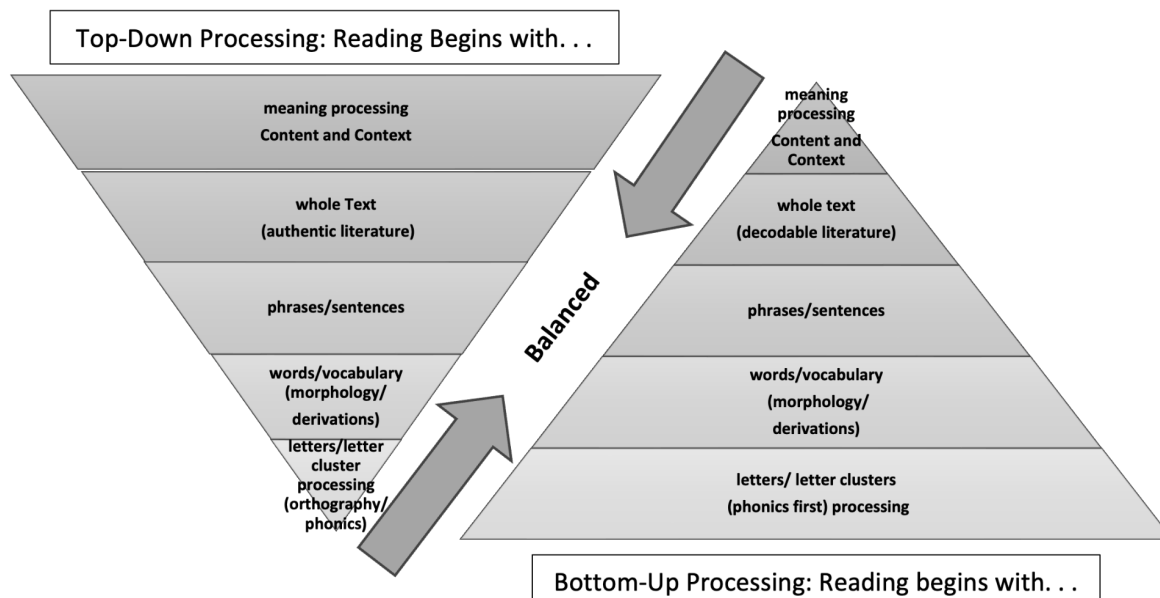 Top-Down Processing: Reading Begins with. . .
meaning processing
Content and Context
whole Text
(authentic literature)
phrases/sentences
words/vocabulary
(morphology/
derivations)
letters/letter
cluster
processing
(orthography/
phonics)
Balanced
meaning
processing
Content and
Context
whole text
(decodable literature)
phrases/sentences
words/vocabulary
(morphology/
derivations)
letters/ letter clusters
(phonics first) processing
Bottom-Up Processing: Reading begins with. . .